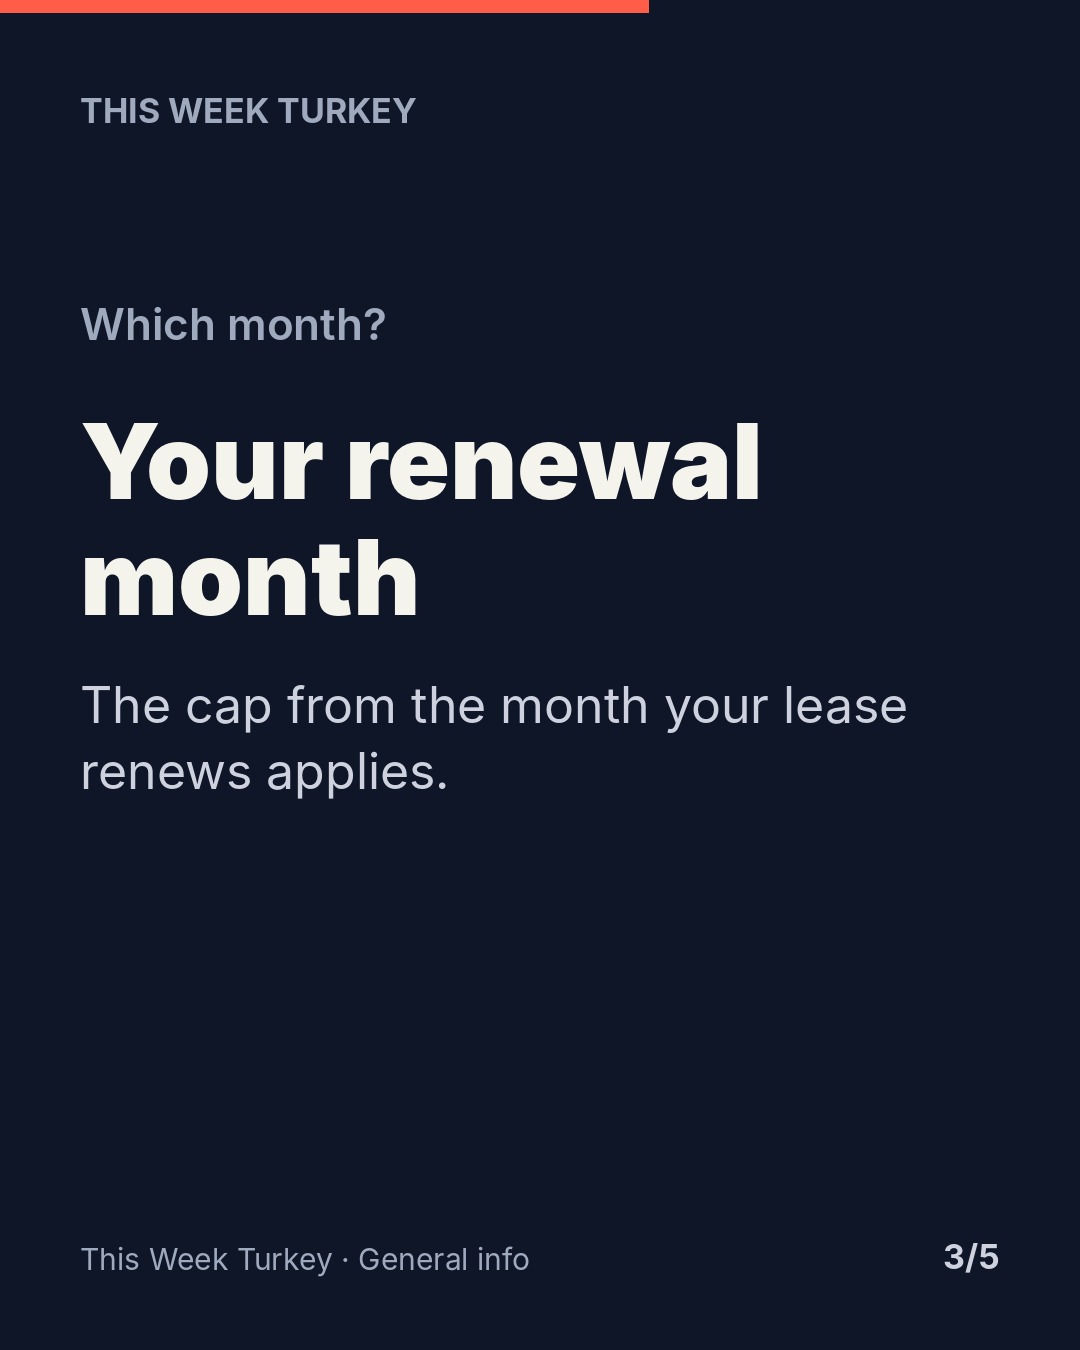 THIS WEEK TURKEY
Which month?
Your renewal
month
The cap from the month your lease
renews applies.
This Week Turkey · General info
3/5